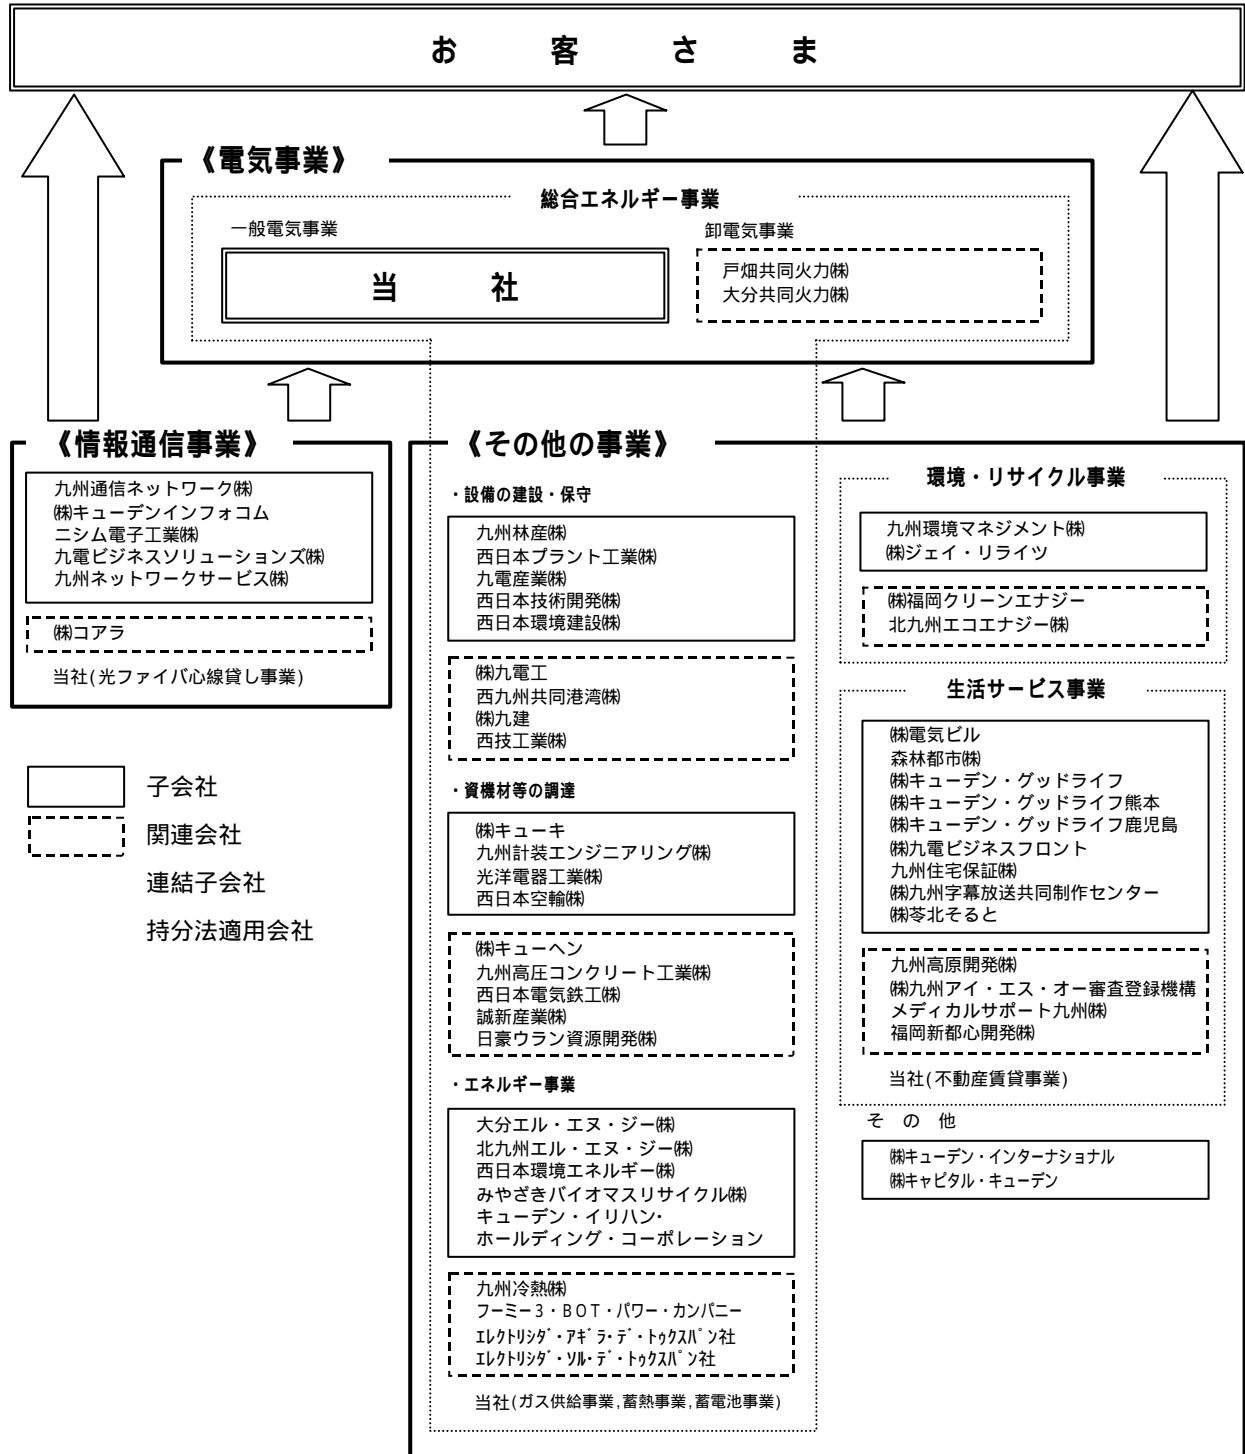 お客さま
《電気事業》
総合エネルギー事業
一般電気事業
当社
卸電気事業
戸畑共同火力㈱
大分共同火力㈱
《情報通信事業》
九州通信ネットワーク㈱
㈱キューデンインフォコム
ニシム電子工業㈱
九電ビジネスソリューションズ㈱
九州ネットワークサービス㈱
㈱コアラ
当社(光ファイバ心線貸し事業)
子会社
関連会社
連結子会社
持分法適用会社
《その他の事業》
・設備の建設・保守
九州林産㈱
西日本プラント工業㈱
九電産業㈱
西日本技術開発㈱
西日本環境建設㈱
㈱九電工
西九州共同港湾㈱
㈱九建
西技工業㈱
・資機材等の調達
㈱キューキ
九州計装エンジニアリング㈱
光洋電器工業㈱
西日本空輸㈱
㈱キューヘン
九州高圧コンクリート工業㈱
西日本電気鉄工㈱
誠新産業㈱
日豪ウラン資源開発㈱
・エネルギー事業
大分エル・エヌ・ジー㈱
北九州エル・エヌ・ジー㈱
西日本環境エネルギー㈱
みやざきバイオマスリサイクル㈱
キューデン・イリハン・
ホールディング・コーポレーション
九州冷熱㈱
フーミー3・BOT・パワー・カンパニー
ｴﾚｸﾄﾘｼﾀﾞ・ｱｷﾞﾗ・ﾃﾞ・ﾄｩｸｽﾊﾟﾝ社
ｴﾚｸﾄﾘｼﾀﾞ・ｿﾙ・ﾃﾞ・ﾄｩｸｽﾊﾟﾝ社
当社(ガス供給事業,蓄熱事業,蓄電池事業)
環境・リサイクル事業
九州環境マネジメント㈱
㈱ジェイ・リライツ
㈱福岡クリーンエナジー
北九州エコエナジー㈱
生活サービス事業
㈱電気ビル
森林都市㈱
㈱キューデン・グッドライフ
㈱キューデン・グッドライフ熊本
㈱キューデン・グッドライフ鹿児島
㈱九電ビジネスフロント
九州住宅保証㈱
㈱九州字幕放送共同制作センター
㈱苓北そると
九州高原開発㈱
㈱九州アイ・エス・オー審査登録機構
メディカルサポート九州㈱
福岡新都心開発㈱
当社(不動産賃貸事業)
その他
㈱キューデン・インターナショナル
㈱キャピタル・キューデン